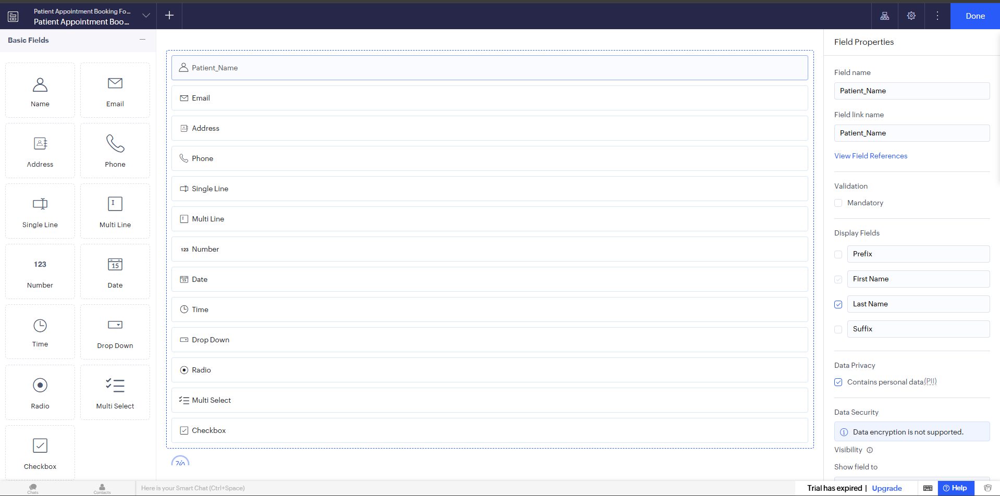 Patient Appointment Booking Fo...
Patient Appointment Boo...
Done
Basic Fields
Name
Email
Address
Phone
Single Line
Multi Line
123
Number
15
Date
Time
Drop Down
Radio
Multi Select
Checkbox
Patient_Name
Email
Address
Phone
Single Line
Multi Line
123 Number
15 Date
Time
Drop Down
Radio
Multi Select
Checkbox
Field Properties
Field name
Patient_Name
Field link name
Patient_Name
View Field References
Validation
Mandatory
Display Fields
Prefix
First Name
Last Name
Suffix
Data Privacy
Contains personal data(PII)
Data Security
Data encryption is not supported.
Visibility
Show field to
Chats
Contacts
Here is your Smart Chat (Ctrl+Space)
Trial has expired | Upgrade
Help